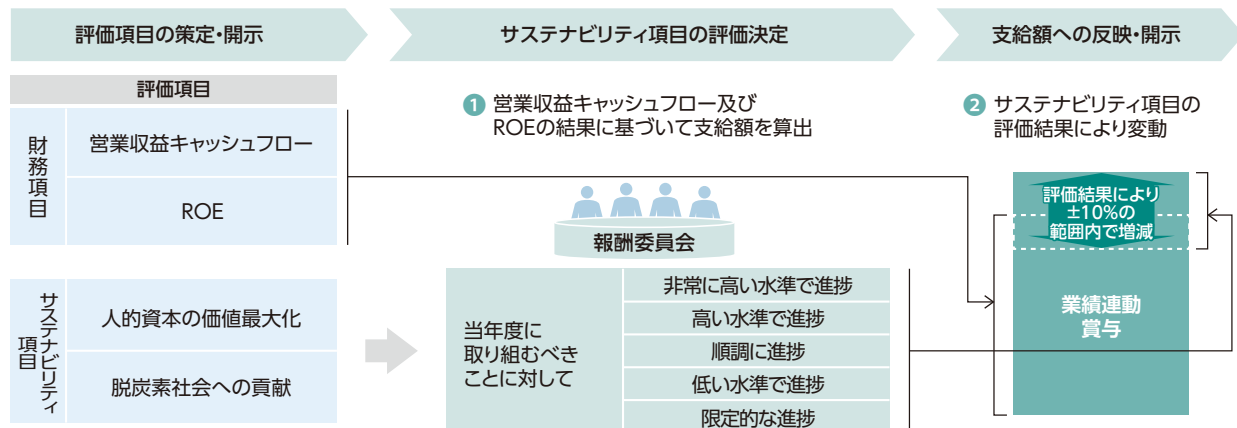 評価項目の策定・開示
サステナビリティ項目の評価決定
支給額への反映・開示
評価項目
財務項目
営業収益キャッシュフロー
ROE
サステナビリティ
項目
人的資本の価値最大化
脱炭素社会への貢献
1 営業収益キャッシュフロー及び
ROEの結果に基づいて支給額を算出
報酬委員会
当年度に
取り組むべき
ことに対して
非常に高い水準で進捗
高い水準で進捗
順調に進捗
低い水準で進捗
限定的な進捗
2 サステナビリティ項目の
評価結果により変動
評価結果により
±10%の
範囲内で増減
業績連動
賞与